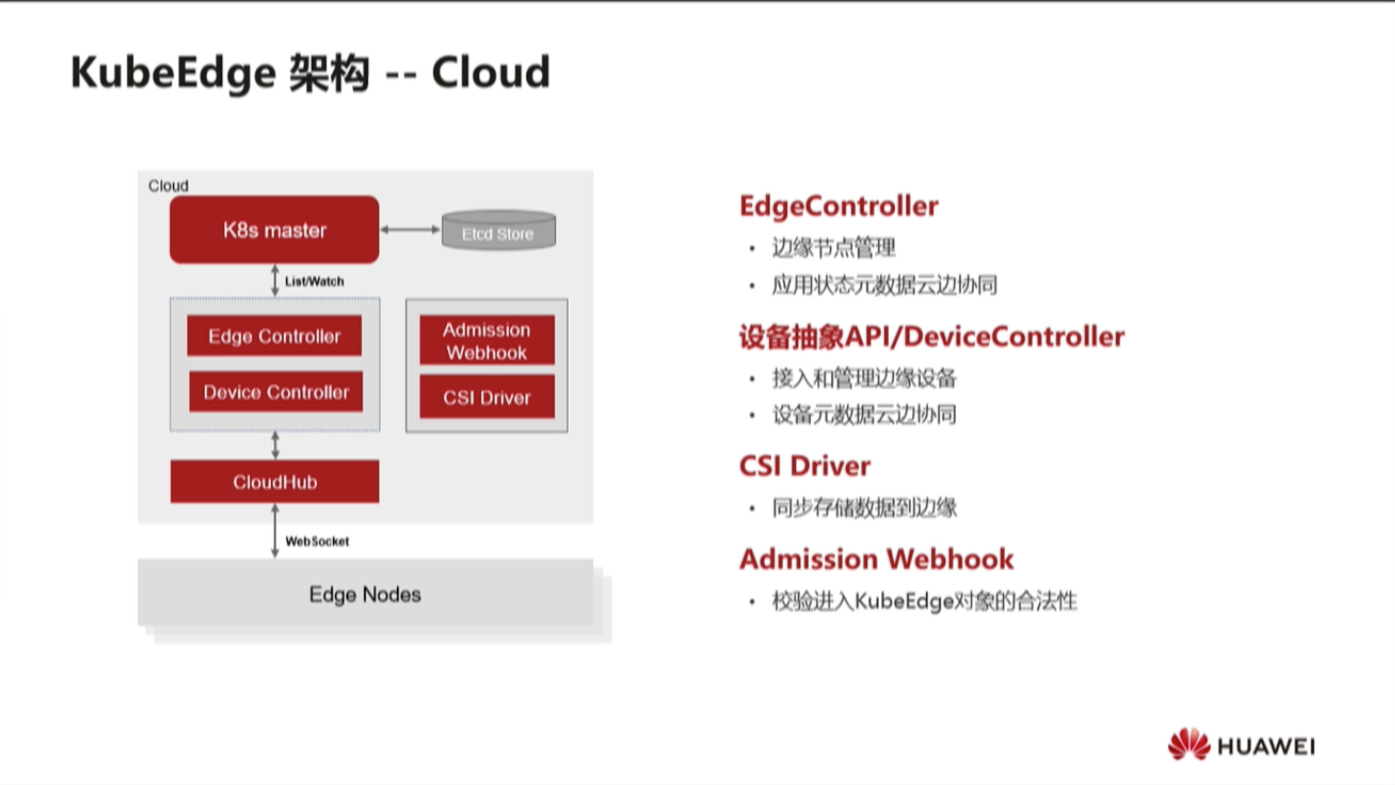 KubeEdge 架构 -- Cloud
Cloud
K8s master
Etcd Store
List/Watch
Edge Controller
Device Controller
Admission
Webhook
CSI Driver
CloudHub
WebSocket
Edge Nodes
EdgeController
• 边缘节点管理
• 应用状态元数据云边协同
设备抽象API/DeviceController
• 接入和管理边缘设备
• 设备元数据云边协同
CSI Driver
• 同步存储数据到边缘
Admission Webhook
• 校验进入KubeEdge对象的合法性
HUAWEI